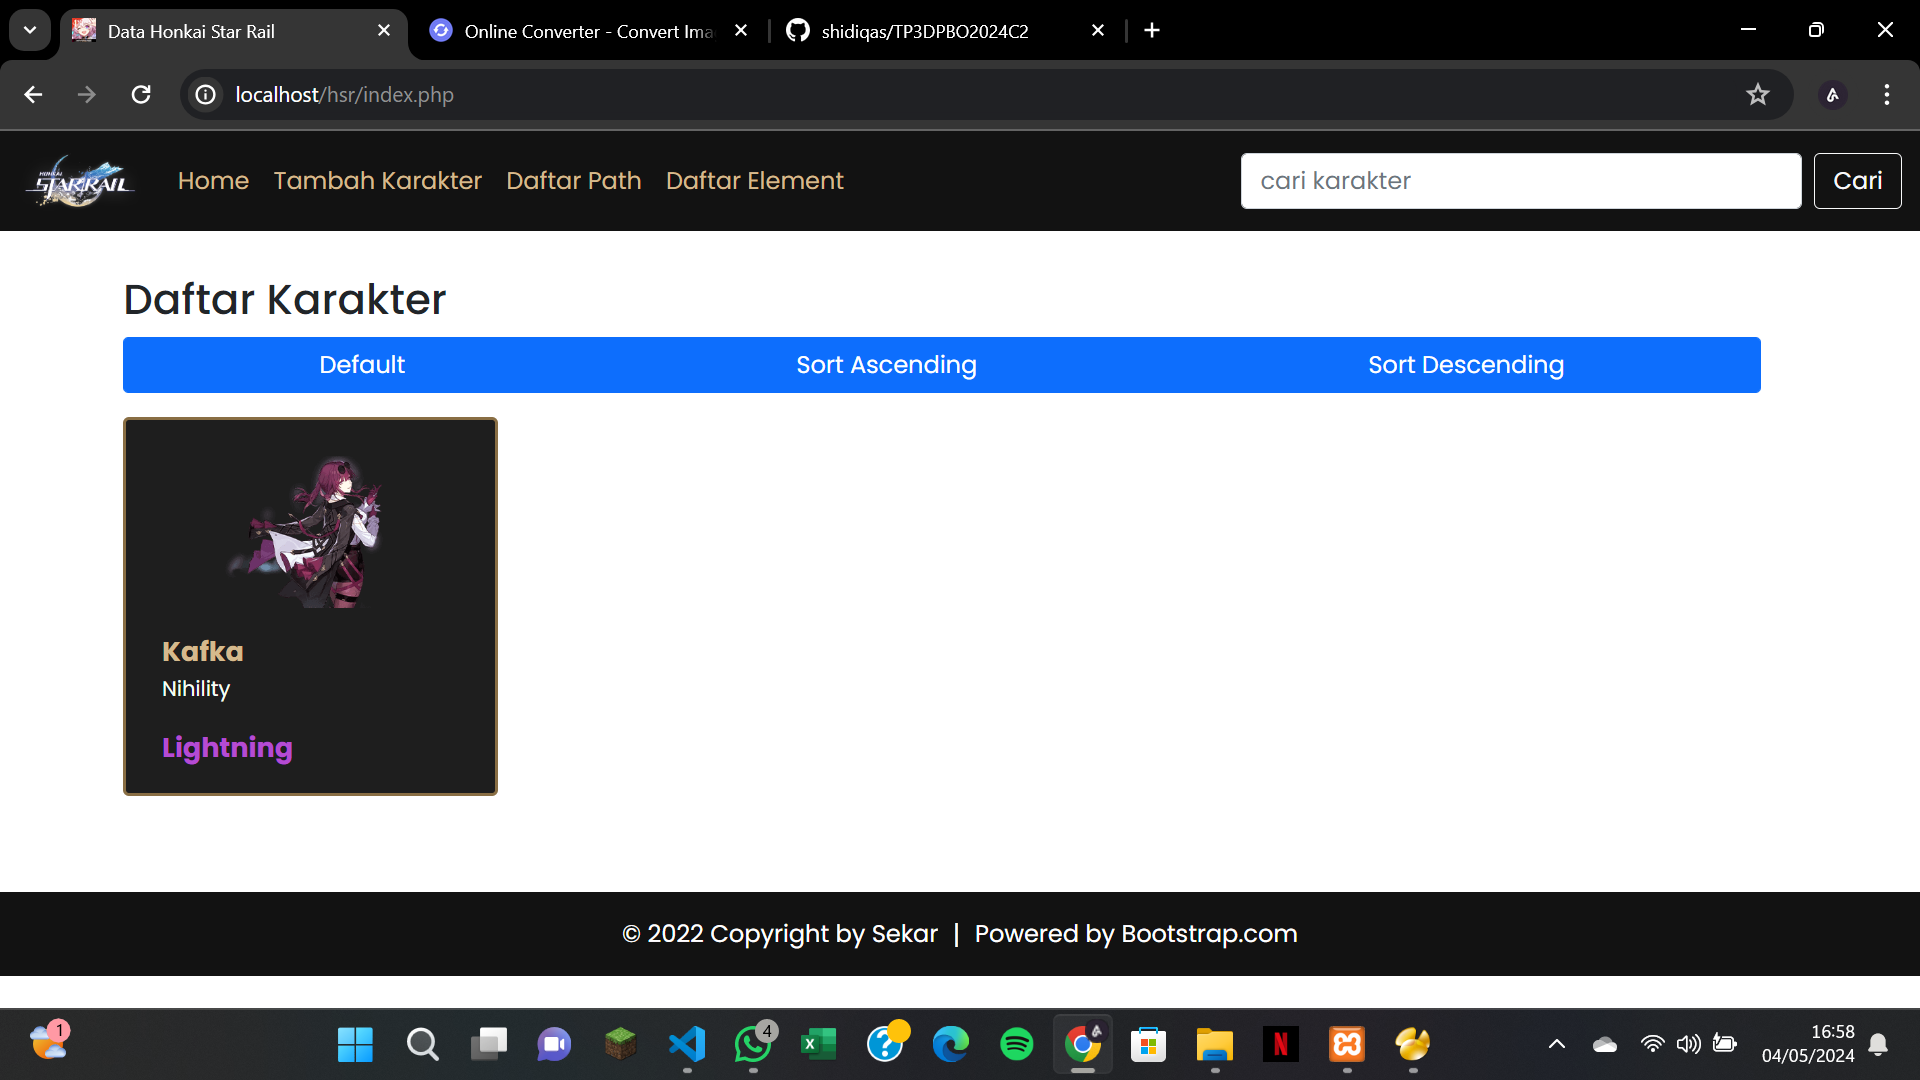 Data Honkai Star Rail
Online Converter - Convert Ima
shidiqas/TP3DPBO2024C2
localhost/hsr/index.php
HONKAI
STAR RAIL
Home
Tambah Karakter
Daftar Path
Daftar Element
cari karakter
Cari
Daftar Karakter
Default
Sort Ascending
Sort Descending
Kafka
Nihility
Lightning
© 2022 Copyright by Sekar | Powered by Bootstrap.com
1
4
16:58
04/05/2024